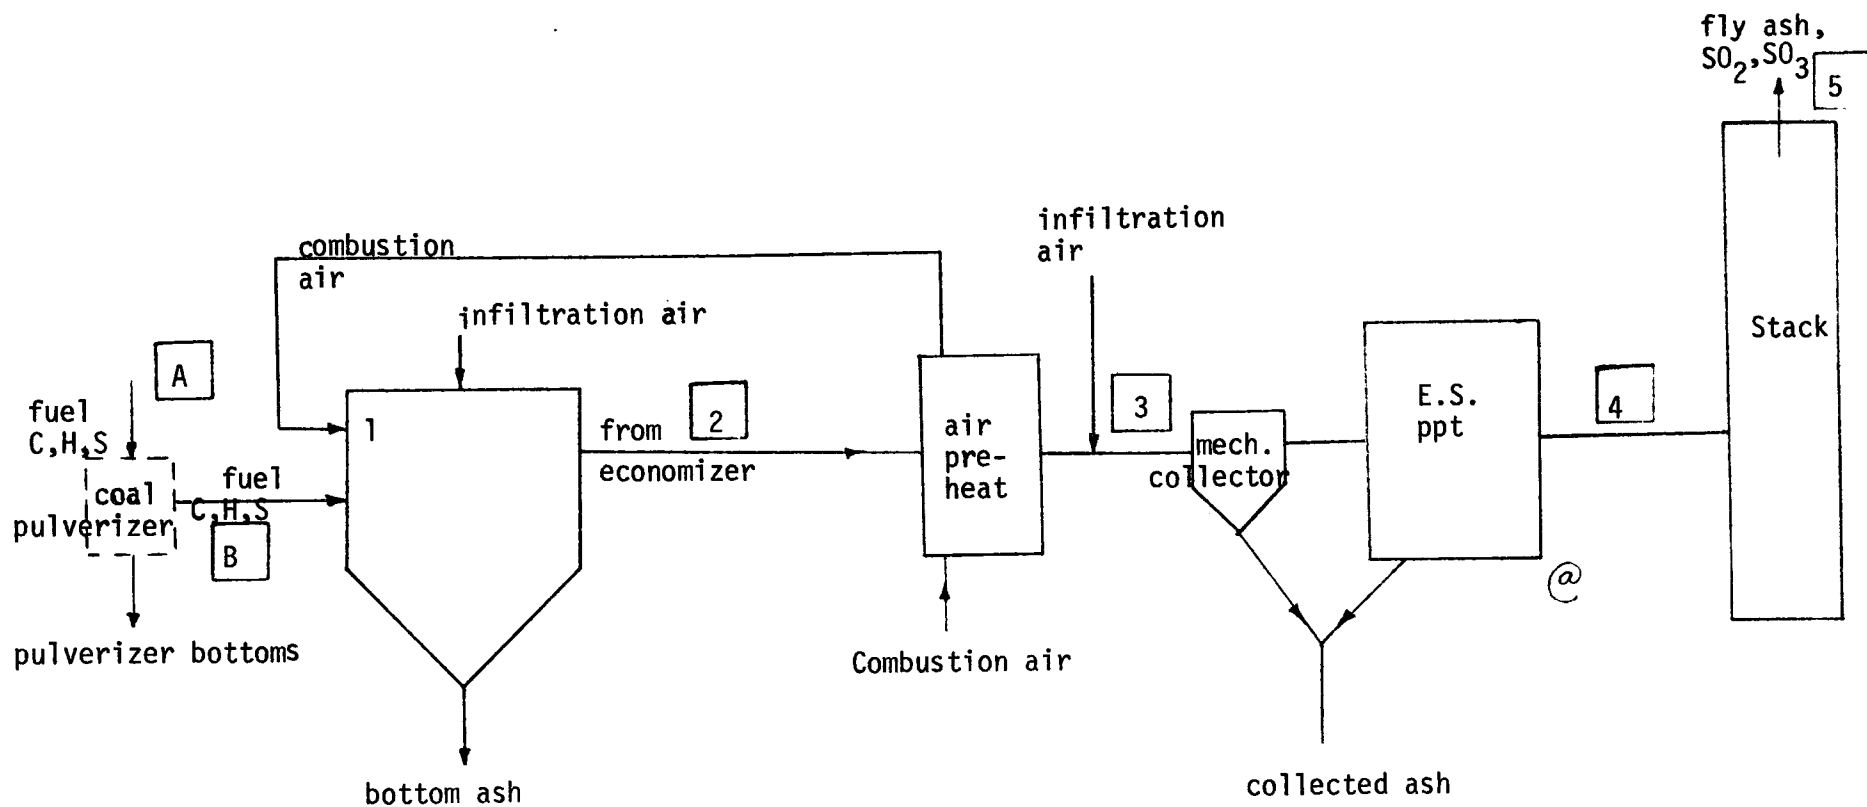 fly ash,
SO2,SO3
5
infiltration
air
combustion
air
infiltration air
Stack
A
fuel
C,H,S
1
from
economizer
2
air
pre-
heat
3
mech.
collector
E.S.
ppt
4
coal
pulverizer
fuel
C,H,S
B
@
pulverizer bottoms
Combustion air
bottom ash
collected ash